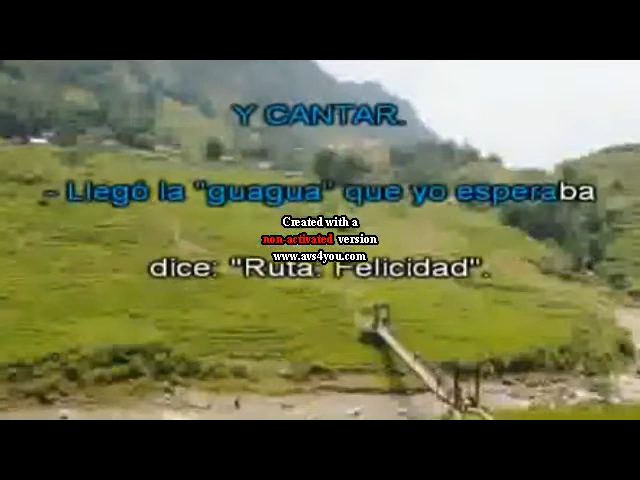 Y CANTAR.
- Llegó la "guagua" que yo esperaba
Created with a
non-activated version
www.avs4you.com
dice: "Ruta: Felicidad".